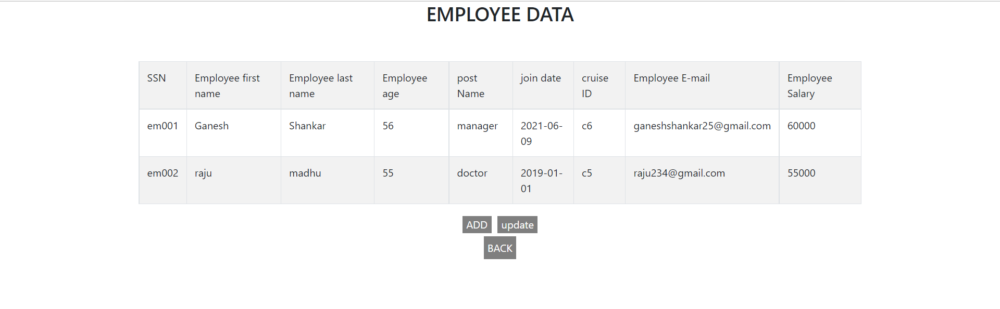 EMPLOYEE DATA
SSN Employee first name Employee last name Employee age post Name join date cruise ID Employee E-mail Employee Salary
em001 Ganesh Shankar 56 manager 2021-06-09 c6 ganeshshankar25@gmail.com 60000
em002 raju madhu 55 doctor 2019-01-01 c5 raju234@gmail.com 55000
ADD update
BACK